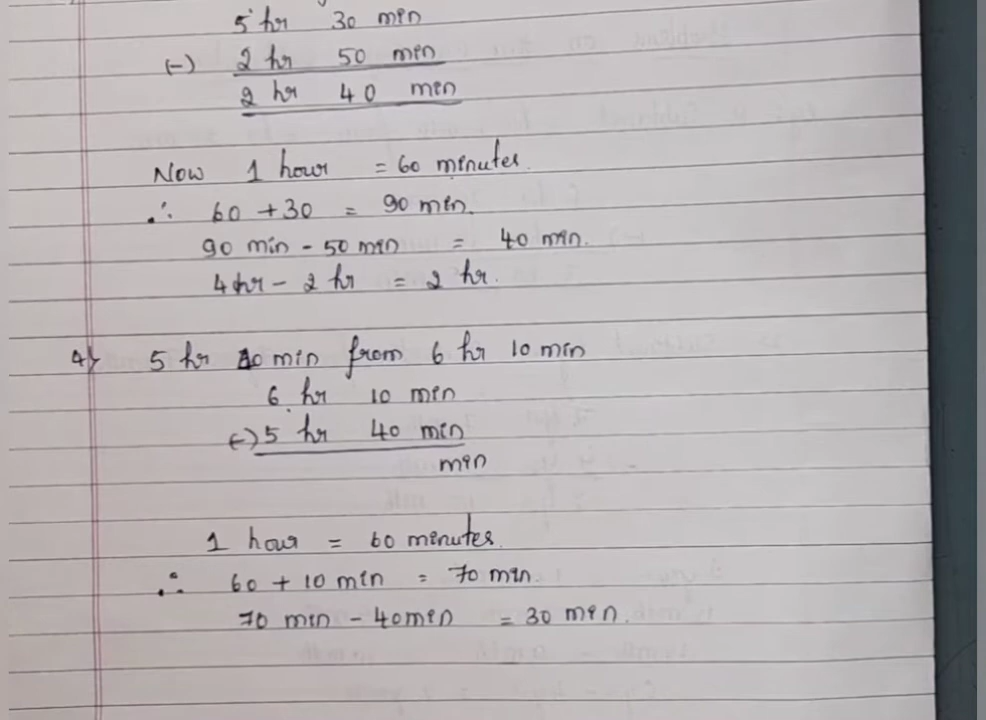 5 hr 30 min
(-) 2 hr 50 min
2 hr 40 min
Now 1 hour = 60 minutes.
∴ 60 + 30 = 90 min.
90 min - 50 min = 40 min.
4 hr - 2 hr = 2 hr.
4) 5 hr 40 min from 6 hr 10 min
6 hr 10 min
(-) 5 hr 40 min
min
1 hour = 60 minutes.
∴ 60 + 10 min = 70 min.
70 min - 40 min = 30 min.